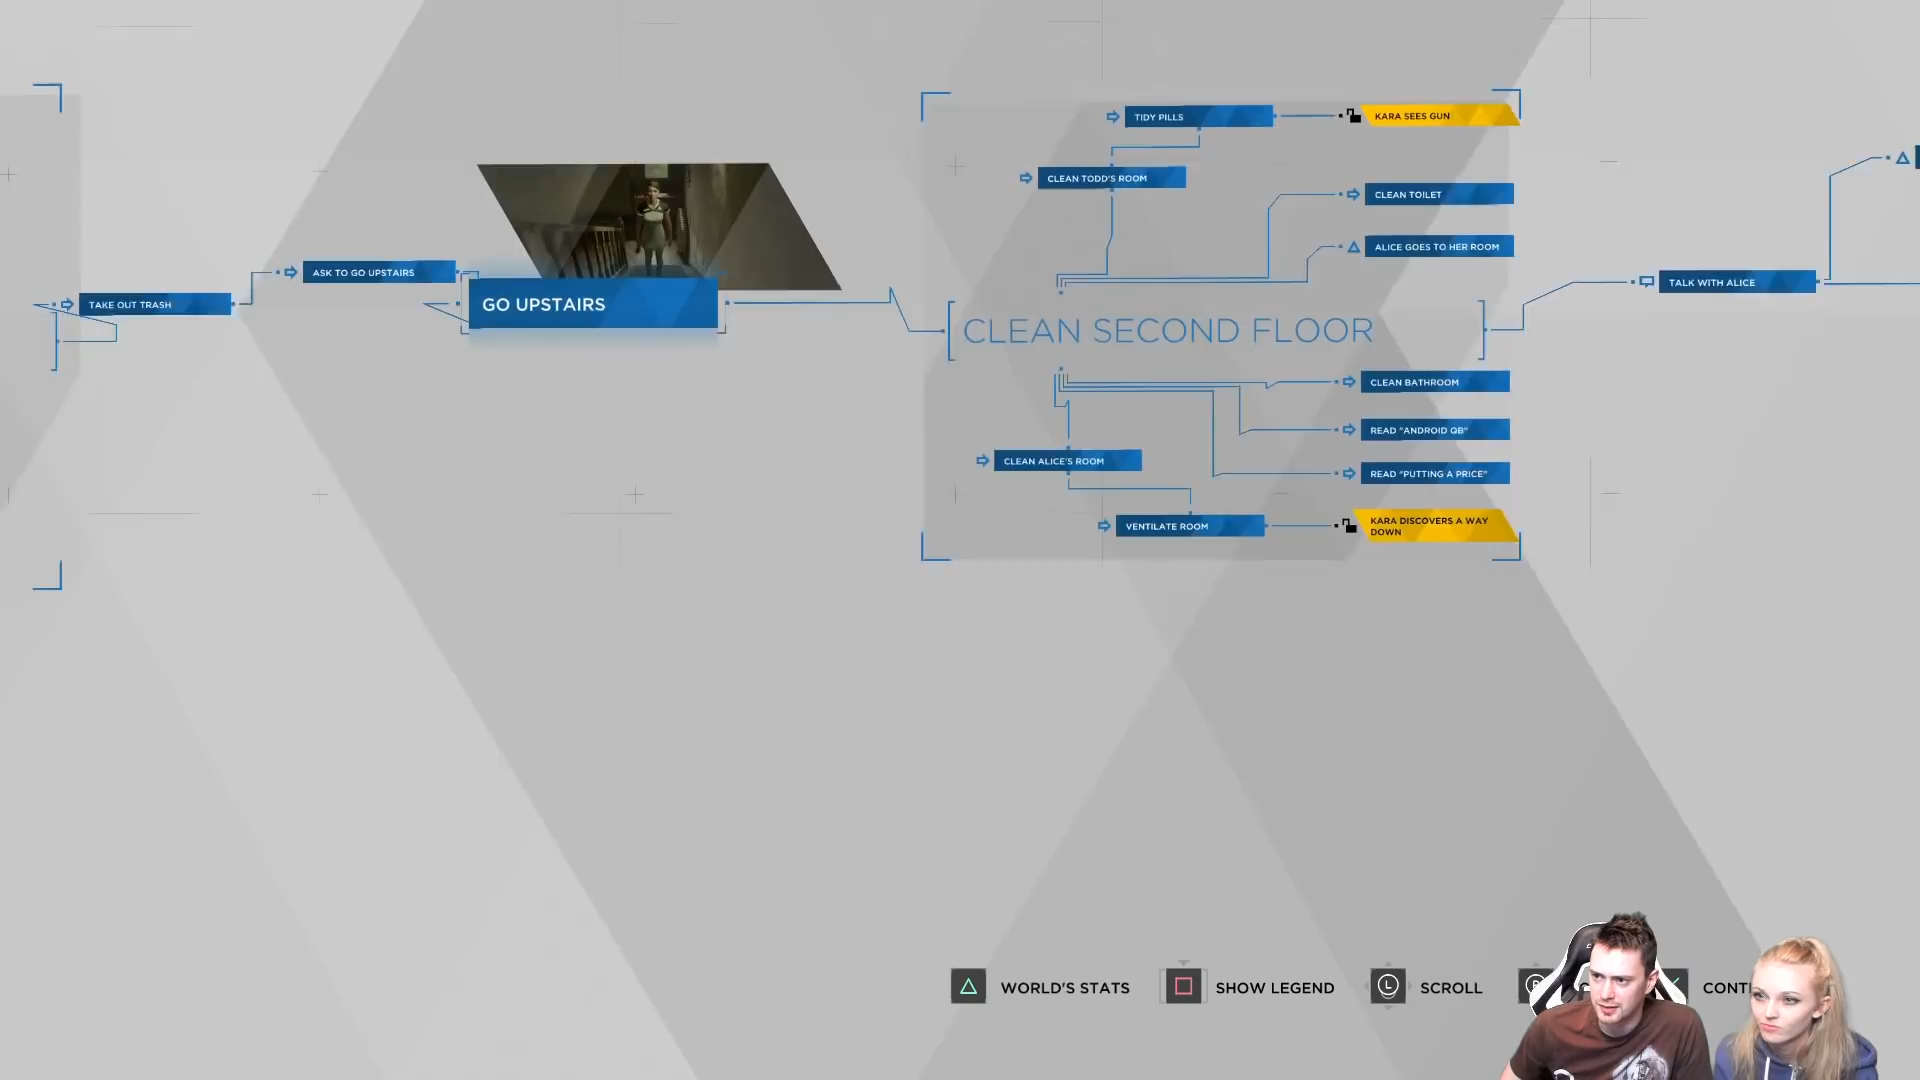 TIDY PILLS
KARA SEES GUN
CLEAN TODD'S ROOM
CLEAN TOILET
ALICE GOES TO HER ROOM
ASK TO GO UPSTAIRS
TAKE OUT TRASH
GO UPSTAIRS
CLEAN SECOND FLOOR
TALK WITH ALICE
CLEAN BATHROOM
READ "ANDROID QB"
CLEAN ALICE'S ROOM
READ "PUTTING A PRICE"
VENTILATE ROOM
KARA DISCOVERS A WAY
DOWN
WORLD'S STATS
SHOW LEGEND
L
SCROLL
R